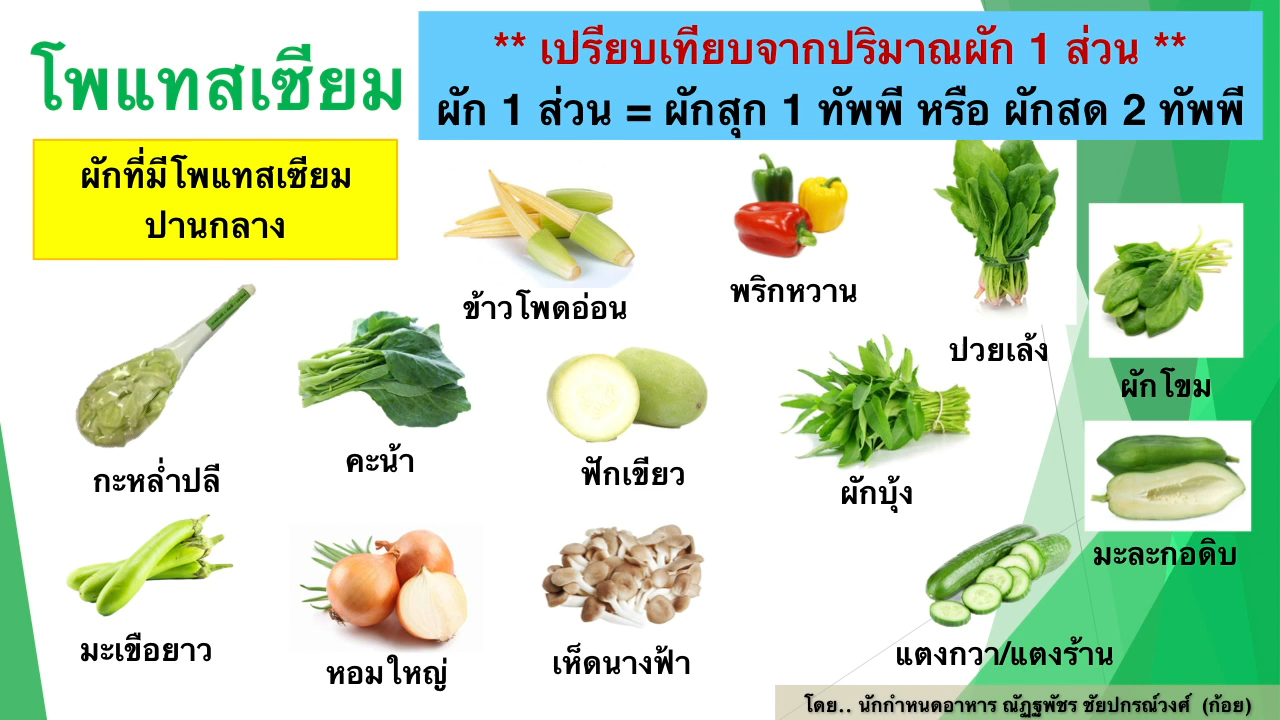 โพแทสเซียม
** เปรียบเทียบจากปริมาณผัก 1 ส่วน **
ผัก 1 ส่วน = ผักสุก 1 ทัพพี หรือ ผักสด 2 ทัพพี
ผักที่มีโพแทสเซียม
ปานกลาง
ข้าวโพดอ่อน
พริกหวาน
ปวยเล้ง
ผักโขม
กะหล่ำปลี
คะน้า
ฟักเขียว
ผักบุ้ง
มะละกอดิบ
มะเขือยาว
หอมใหญ่
เห็ดนางฟ้า
แตงกวา/แตงร้าน
โดย.. นักกำหนดอาหาร ณัฏฐพัชร ชัยปกรณ์วงศ์ (ก้อย)